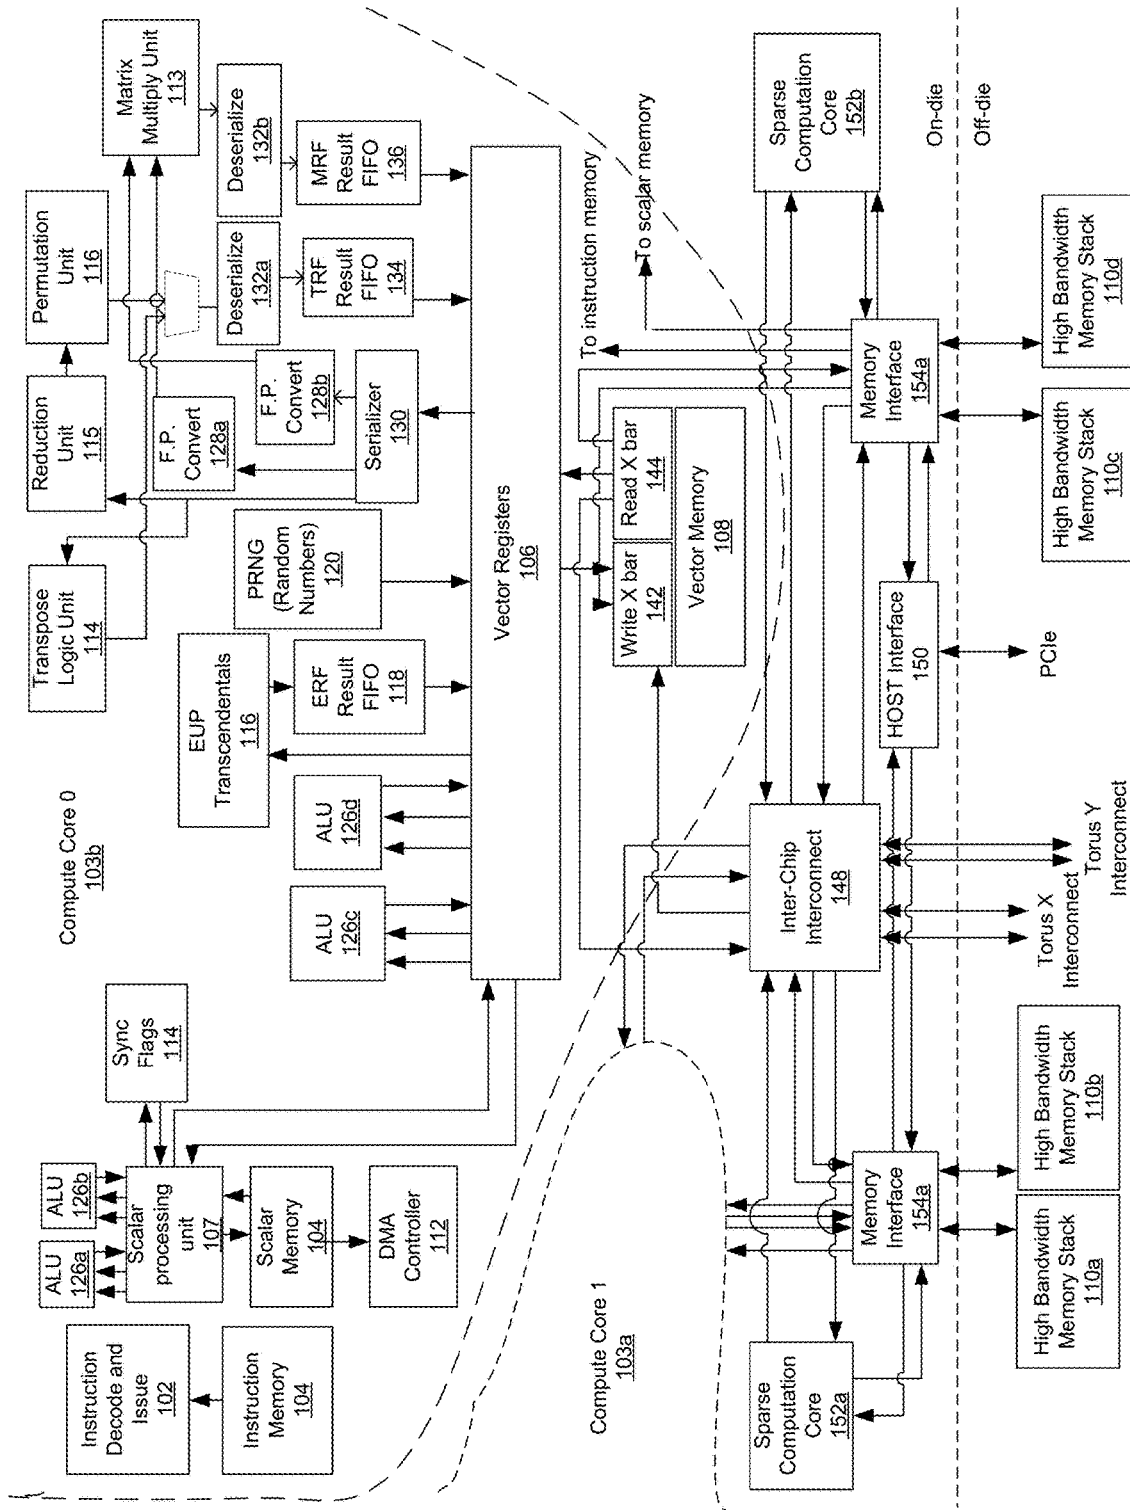 Compute Core 0
103b
Instruction
Decode and
Issue
102
Instruction
Memory
104
ALU
126a
ALU
126b
Scalar
processing
unit
107
Scalar
Memory
104
DMA
Controller
112
Sync
Flags
114
ALU
126c
ALU
126d
EUP
Transcendentals
116
ERF
Result
FIFO
118
PRNG
(Random
Numbers)
120
Transpose
Logic Unit
114
Reduction
Unit
115
Permutation
Unit
116
Matrix
Multiply Unit
113
F.P.
Convert
128a
F.P.
Convert
128b
Serializer
130
Deserialize
132a
Deserialize
132b
TRF
Result
FIFO
134
MRF
Result
FIFO
136
Vector Registers
106
Write X bar
142
Read X bar
144
Vector Memory
108
To instruction memory
To scalar memory
Compute Core 1
103a
Sparse
Computation
Core
152a
Memory
Interface
154a
Inter-Chip
Interconnect
148
HOST Interface
150
Memory
Interface
154a
Sparse
Computation
Core
152b
On-die
Off-die
High Bandwidth
Memory Stack
110a
High Bandwidth
Memory Stack
110b
Torus X
Interconnect
Torus Y
Interconnect
PCIe
High Bandwidth
Memory Stack
110c
High Bandwidth
Memory Stack
110d